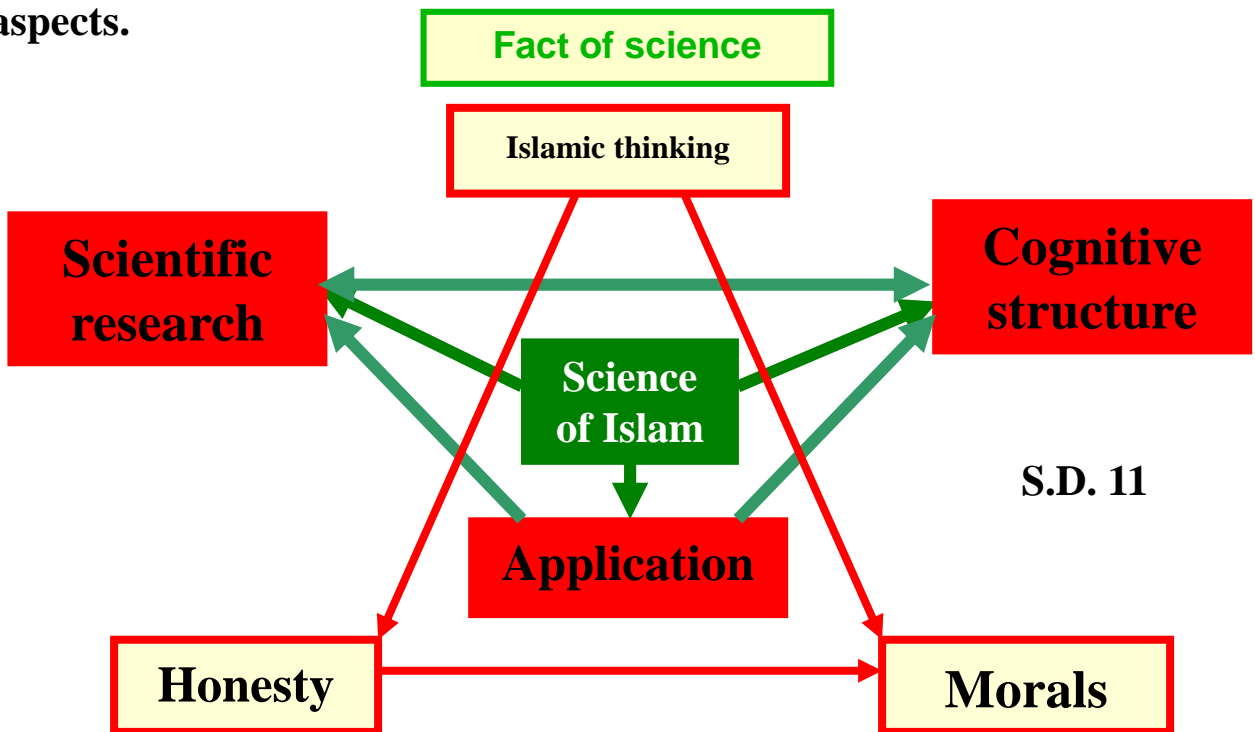 aspects.
Fact of science
Islamic thinking
Scientific
research
Cognitive
structure
Science
of Islam
S.D. 11
Application
Honesty
Morals